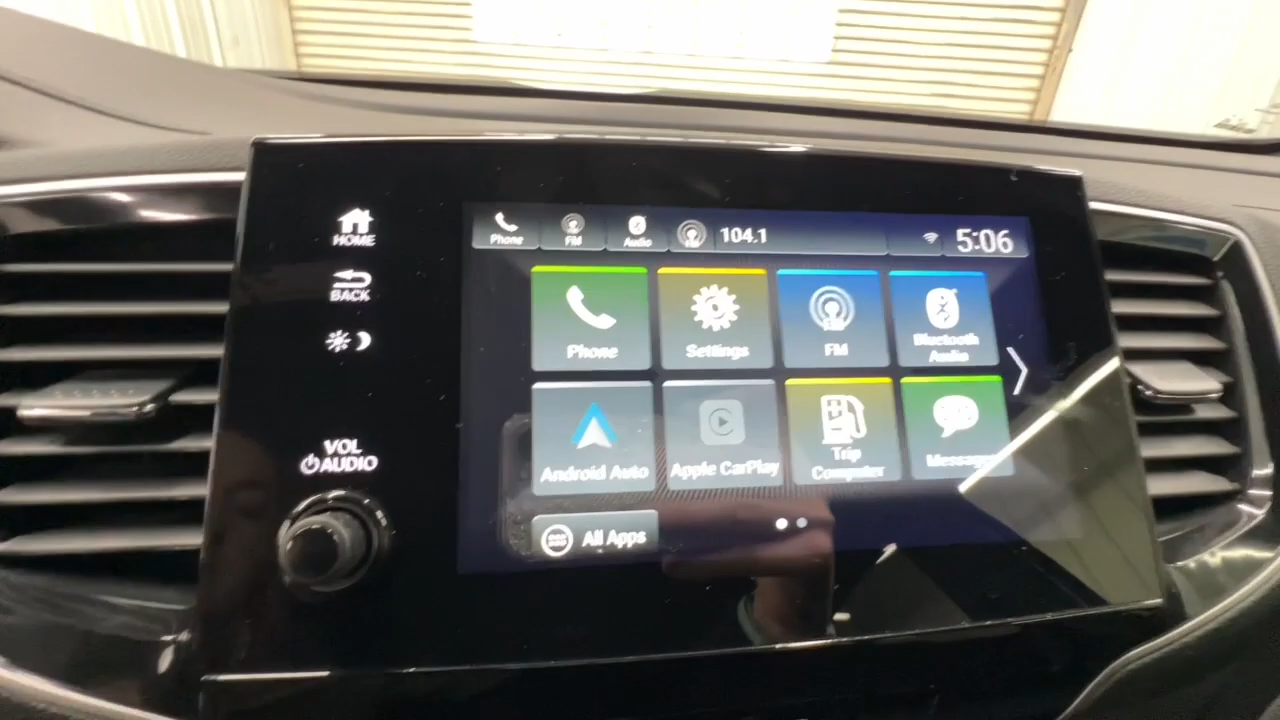 HOME
BACK
VOL
AUDIO
Phone
FM
Audio
104.1
5:06
Phone
Settings
FM
Bluetooth
Audio
Android Auto
Apple CarPlay
Trip
Computer
Message
All Apps